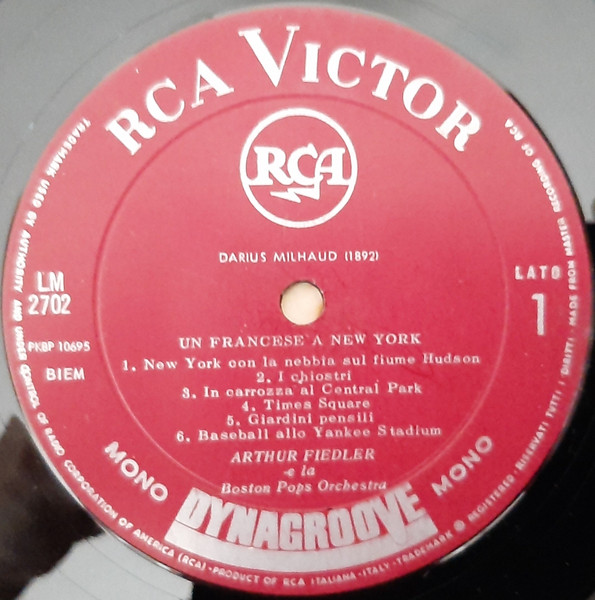 RCA VICTOR
RCA
DARIUS MILHAUD (1892)
LM
2702
PKBP 10695
BIEM
LATO
1
UN FRANCESE A NEW YORK
1. New York con la nebbia sul fiume Hudson
2. I chiostri
3. In carrozza al Central Park
4. Times Square
5. Giardini pensili
6. Baseball allo Yankee Stadium
ARTHUR FIEDLER
e la
Boston Pops Orchestra
MONO
DYNAGROOVE
MONO
TRADEMARK USED BY AUTHORITY AND UNDER CONTROL OF RADIO CORPORATION OF AMERICA (RCA)-PRODUCT OF RCA ITALIANA-ITALY-TRADEMARK ® REGISTERED. RISERVATI TUTTI I DIRITTI. MADE FROM MASTER RECORDING OF RCA